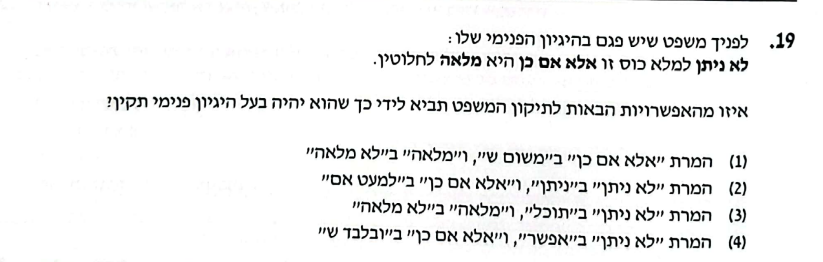 19. לפניך משפט שיש פגם בהיגיון הפנימי שלו:
לא ניתן למלא כוס זו אלא אם כן היא מלאה לחלוטין.
איזו מהאפשרויות הבאות לתיקון המשפט תביא לידי כך שהוא יהיה בעל היגיון פנימי תקין?
(1) המרת "אלא אם כן" ב"משום ש", ו"מלאה" ב"לא מלאה"
(2) המרת "לא ניתן" ב"ניתן", ו"אלא אם כן" ב"למעט אם"
(3) המרת "לא ניתן" ב"תוכל", ו"מלאה" ב"לא מלאה"
(4) המרת "לא ניתן" ב"אפשר", ו"אלא אם כן" ב"ובלבד ש"